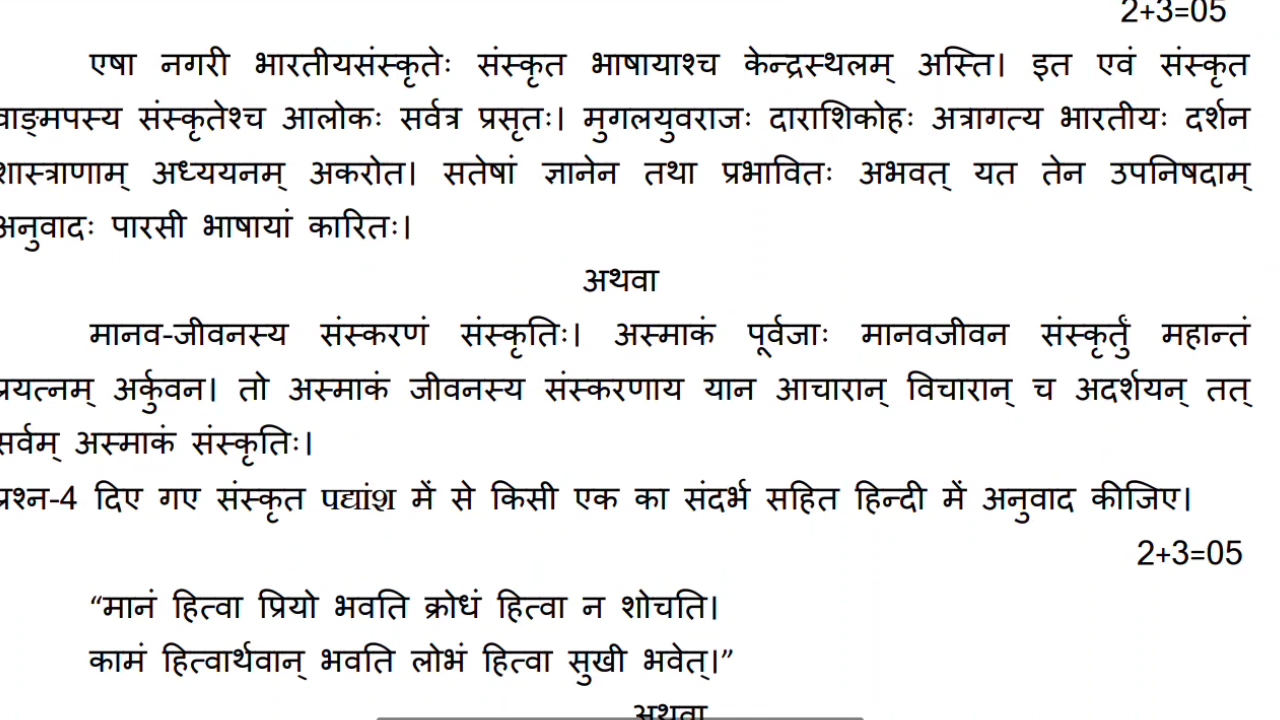 2+3=05
एषा नगरी भारतीयसंस्कृतेः संस्कृत भाषायाश्च केन्द्रस्थलम् अस्ति। इत एवं संस्कृत
वाङ्मपस्य संस्कृतेश्च आलोकः सर्वत्र प्रसृतः। मुगलयुवराजः दाराशिकोहः अत्रागत्य भारतीयः दर्शन
शास्त्राणाम् अध्ययनम् अकरोत। सतेषां ज्ञानेन तथा प्रभावितः अभवत् यत तेन उपनिषदाम्
अनुवादः पारसी भाषायां कारितः।
अथवा
मानव-जीवनस्य संस्करणं संस्कृतिः। अस्माकं पूर्वजाः मानवजीवन संस्कृर्तुं महान्तं
प्रयत्नम् अर्कुवन। तो अस्माकं जीवनस्य संस्करणाय यान आचारान् विचारान् च अदर्शयन् तत्
सर्वम् अस्माकं संस्कृतिः।
प्रश्न-4 दिए गए संस्कृत पद्यांश में से किसी एक का संदर्भ सहित हिन्दी में अनुवाद कीजिए।
2+3=05
“मानं हित्वा प्रियो भवति क्रोधं हित्वा न शोचति।
कामं हित्वार्थवान् भवति लोभं हित्वा सुखी भवेत्।”
अथवा